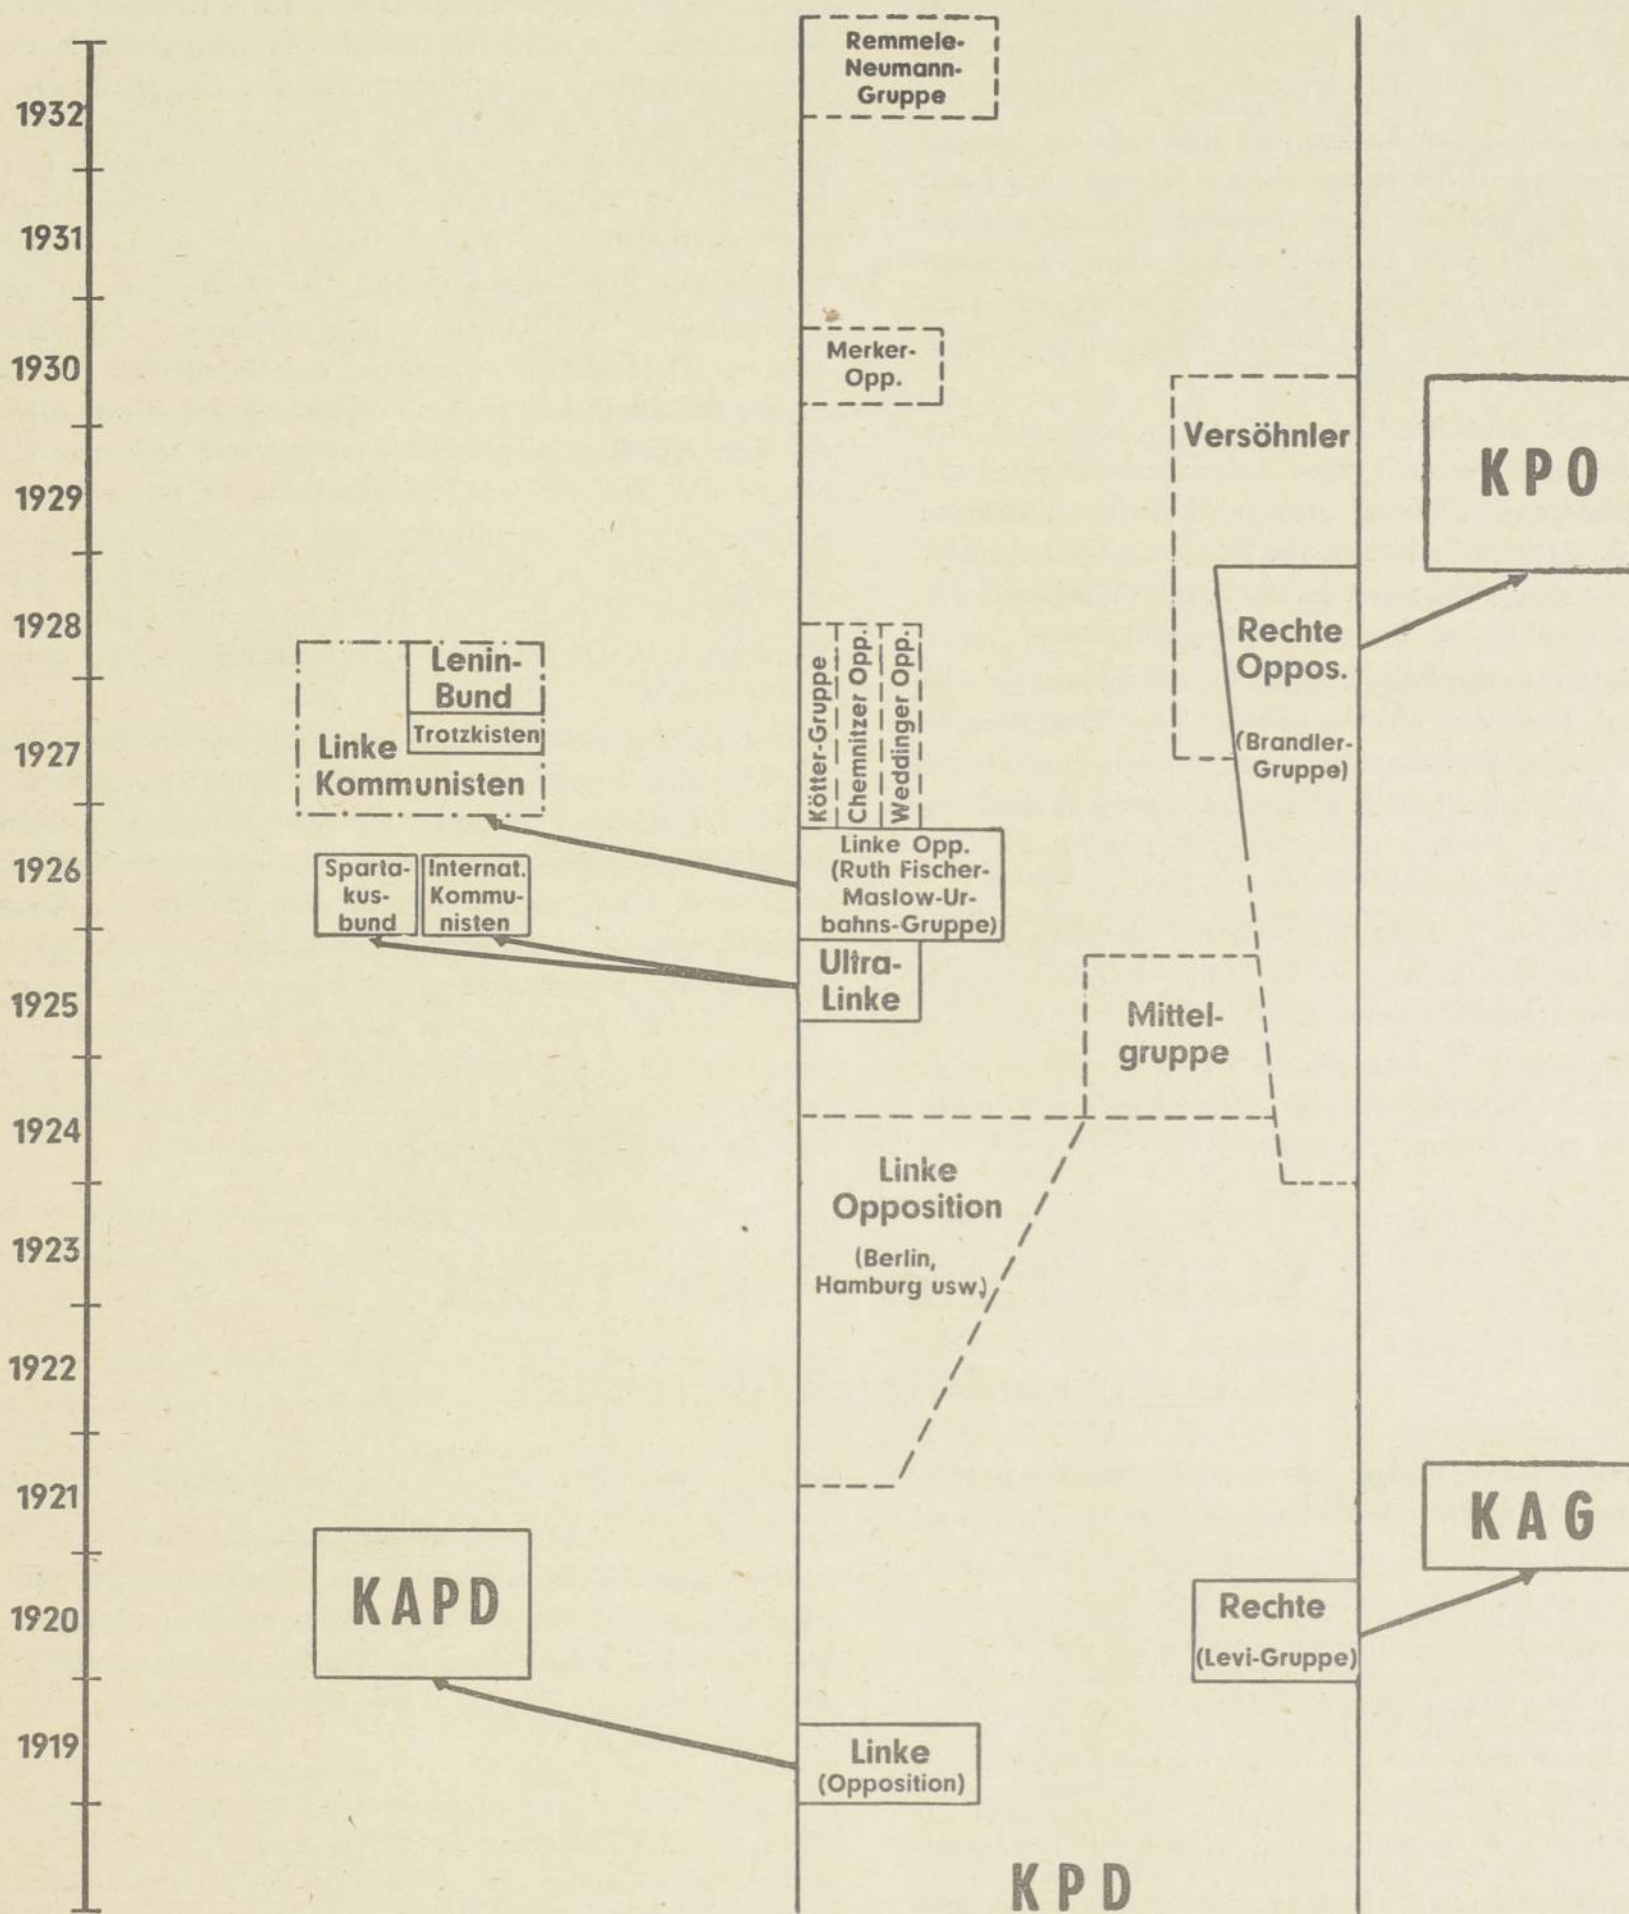 1932
1931
1930
1929
1928
1927
1926
1925
1924
1923
1922
1921
1920
1919
Lenin-
Bund
Trotzkisten
Linke
Kommunisten
Sparta-
kus-
bund
Internat.
Kommu-
nisten
KAPD
Remmele-
Neumann-
Gruppe
Merker-
Opp.
Kötter-Gruppe
Chemnitzer Opp.
Weddinger Opp.
Linke Opp.
(Ruth Fischer-
Maslow-Ur-
bahns-Gruppe)
Ultra-
Linke
Linke
Opposition
(Berlin,
Hamburg usw.)
Linke
(Opposition)
Mittel-
gruppe
Versöhnler
Rechte
Oppos.
(Brandler-
Gruppe)
Rechte
(Levi-Gruppe)
KPD
KPO
KAG